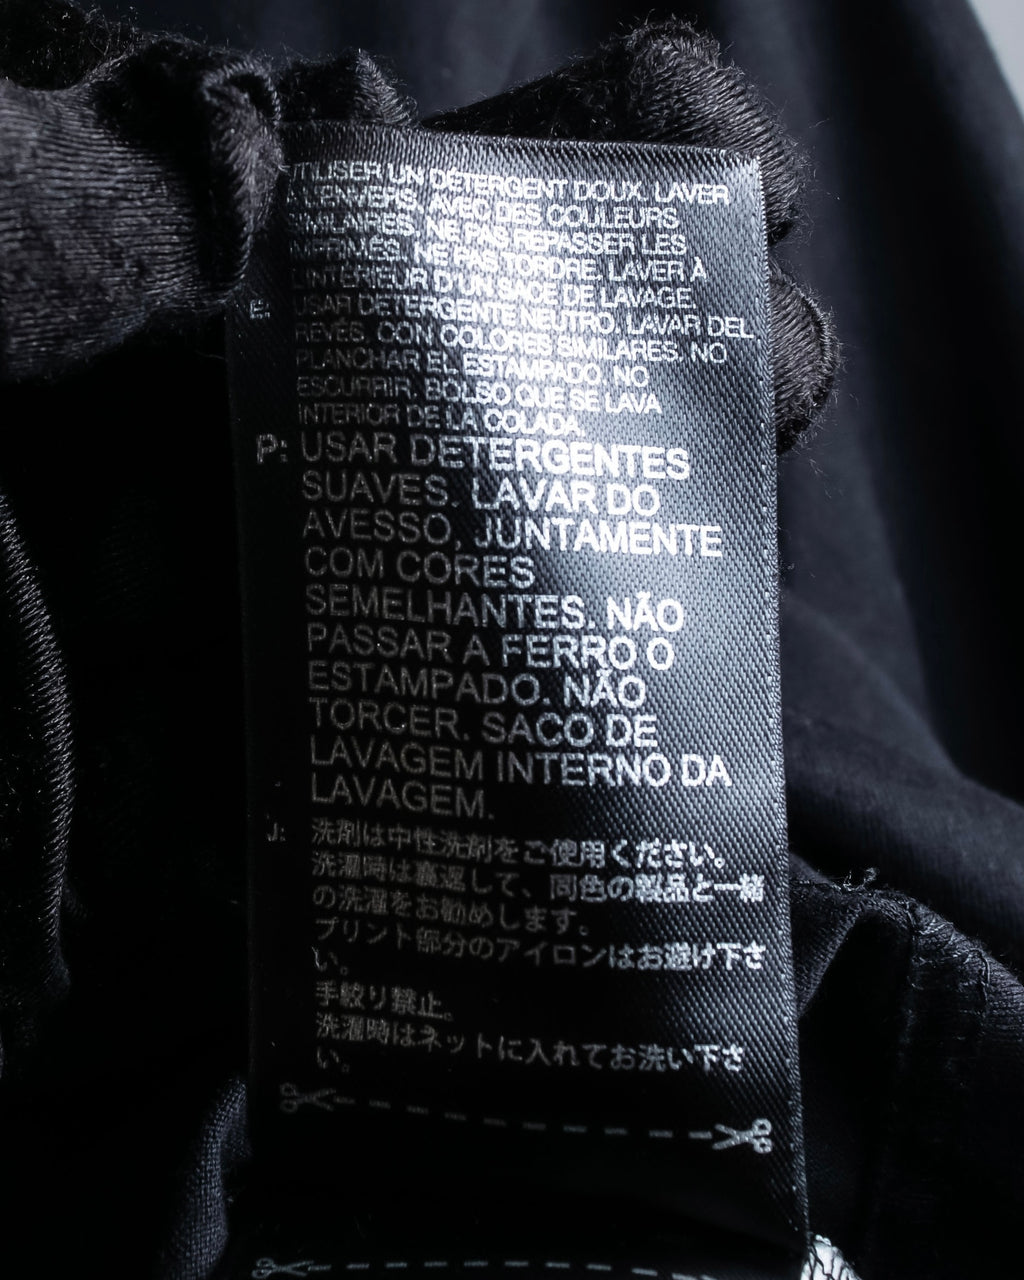 UTILISER UN DÉTERGENT DOUX. LAVER
L'ENVERS, AVEC DES COULEURS
SIMILAIRES. NE PAS REPASSER LES
IMPRIMÉS. NE PAS TORDRE. LAVER À
L'INTÉRIEUR D'UN SACE DE LAVAGE.
E: USAR DETERGENTE NEUTRO. LAVAR DEL
REVÉS. CON COLORES SIMILARES. NO
PLANCHAR EL ESTAMPADO. NO
ESCURRIR. BOLSO QUE SE LAVA
INTERIOR DE LA COLADA.
P: USAR DETERGENTES
SUAVES. LAVAR DO
AVESSO, JUNTAMENTE
COM CORES
SEMELHANTES. NÃO
PASSAR A FERRO O
ESTAMPADO. NÃO
TORCER. SACO DE
LAVAGEM INTERNO DA
LAVAGEM.
J: 洗剤は中性洗剤をご使用ください。
洗濯時は裏返して、同色の製品と一緒
の洗濯をお勧めします。
プリント部分のアイロンはお避け下さ
い。
手絞り禁止。
洗濯時はネットに入れてお洗い下さ
い。